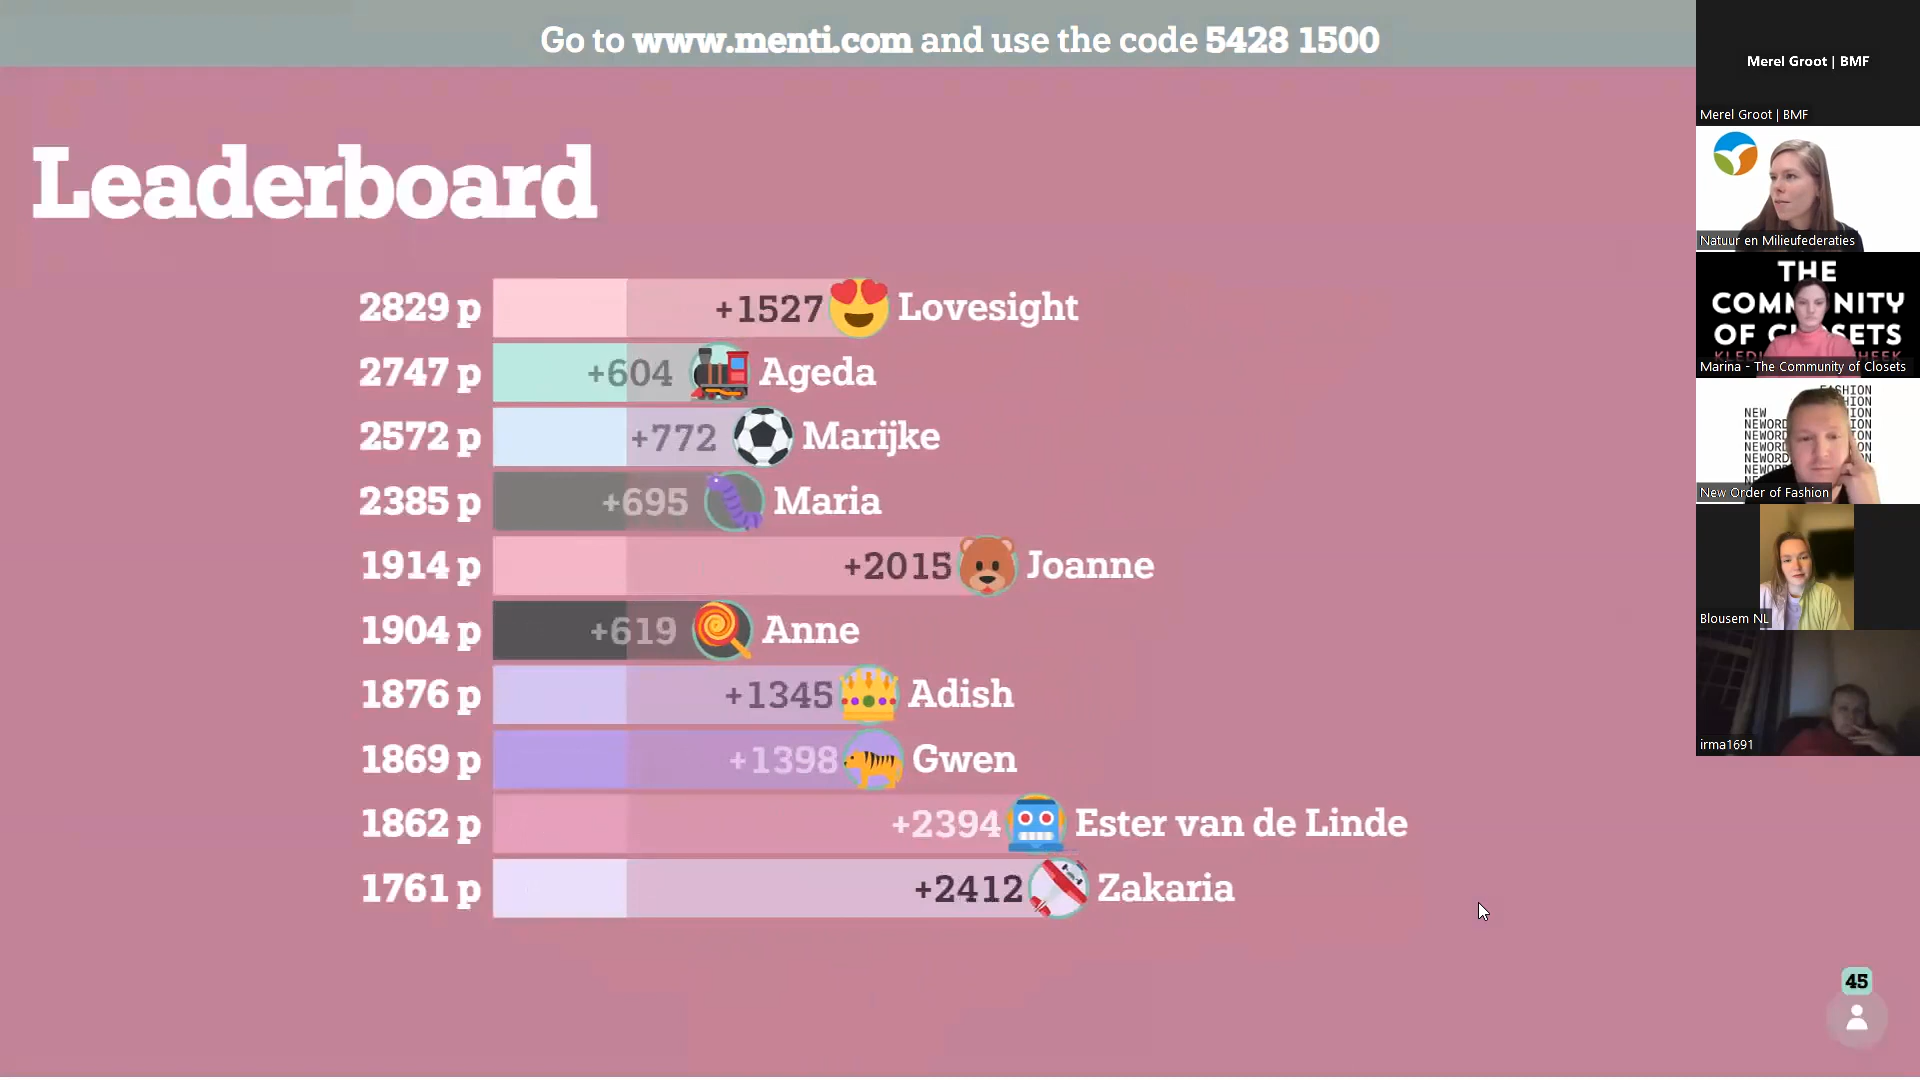 Go to www.menti.com and use the code 5428 1500
Leaderboard
2829 p +1527 Lovesight
2747 p +604 Ageda
2572 p +772 Marijke
2385 p +695 Maria
1914 p +2015 Joanne
1904 p +619 Anne
1876 p +1345 Adish
1869 p +1398 Gwen
1862 p +2394 Ester van de Linde
1761 p +2412 Zakaria
45
Merel Groot | BMF
Merel Groot | BMF
Natuur en Milieufederaties
THE
OF
Marina - The Community of Closets
NEW
New Order of Fashion
Blousem NL
irma1691